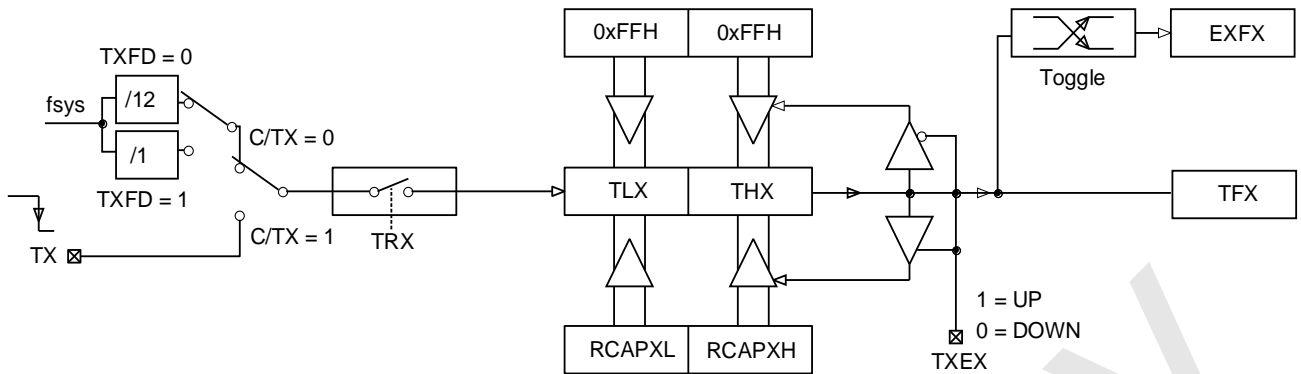 TXFD = 0
fsys
/12
/1
TXFD = 1
C/TX = 0
C/TX = 1
TX
TRX
0xFFH
0xFFH
TLX
THX
RCAPXL
RCAPXH
Toggle
EXFX
TFX
1 = UP
0 = DOWN
TXEX